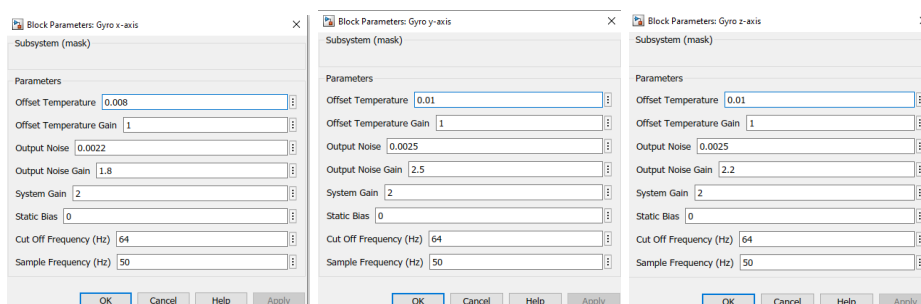 Block Parameters: Gyro x-axis
Subsystem (mask)
Parameters
Offset Temperature 0.008
Offset Temperature Gain 1
Output Noise 0.0022
Output Noise Gain 1.8
System Gain 2
Static Bias 0
Cut Off Frequency (Hz) 64
Sample Frequency (Hz) 50
OK Cancel Help Apply
Block Parameters: Gyro y-axis
Subsystem (mask)
Parameters
Offset Temperature 0.01
Offset Temperature Gain 1
Output Noise 0.0025
Output Noise Gain 2.5
System Gain 2
Static Bias 0
Cut Off Frequency (Hz) 64
Sample Frequency (Hz) 50
OK Cancel Help Apply
Block Parameters: Gyro z-axis
Subsystem (mask)
Parameters
Offset Temperature 0.01
Offset Temperature Gain 1
Output Noise 0.0025
Output Noise Gain 2.2
System Gain 2
Static Bias 0
Cut Off Frequency (Hz) 64
Sample Frequency (Hz) 50
OK Cancel Help Apply